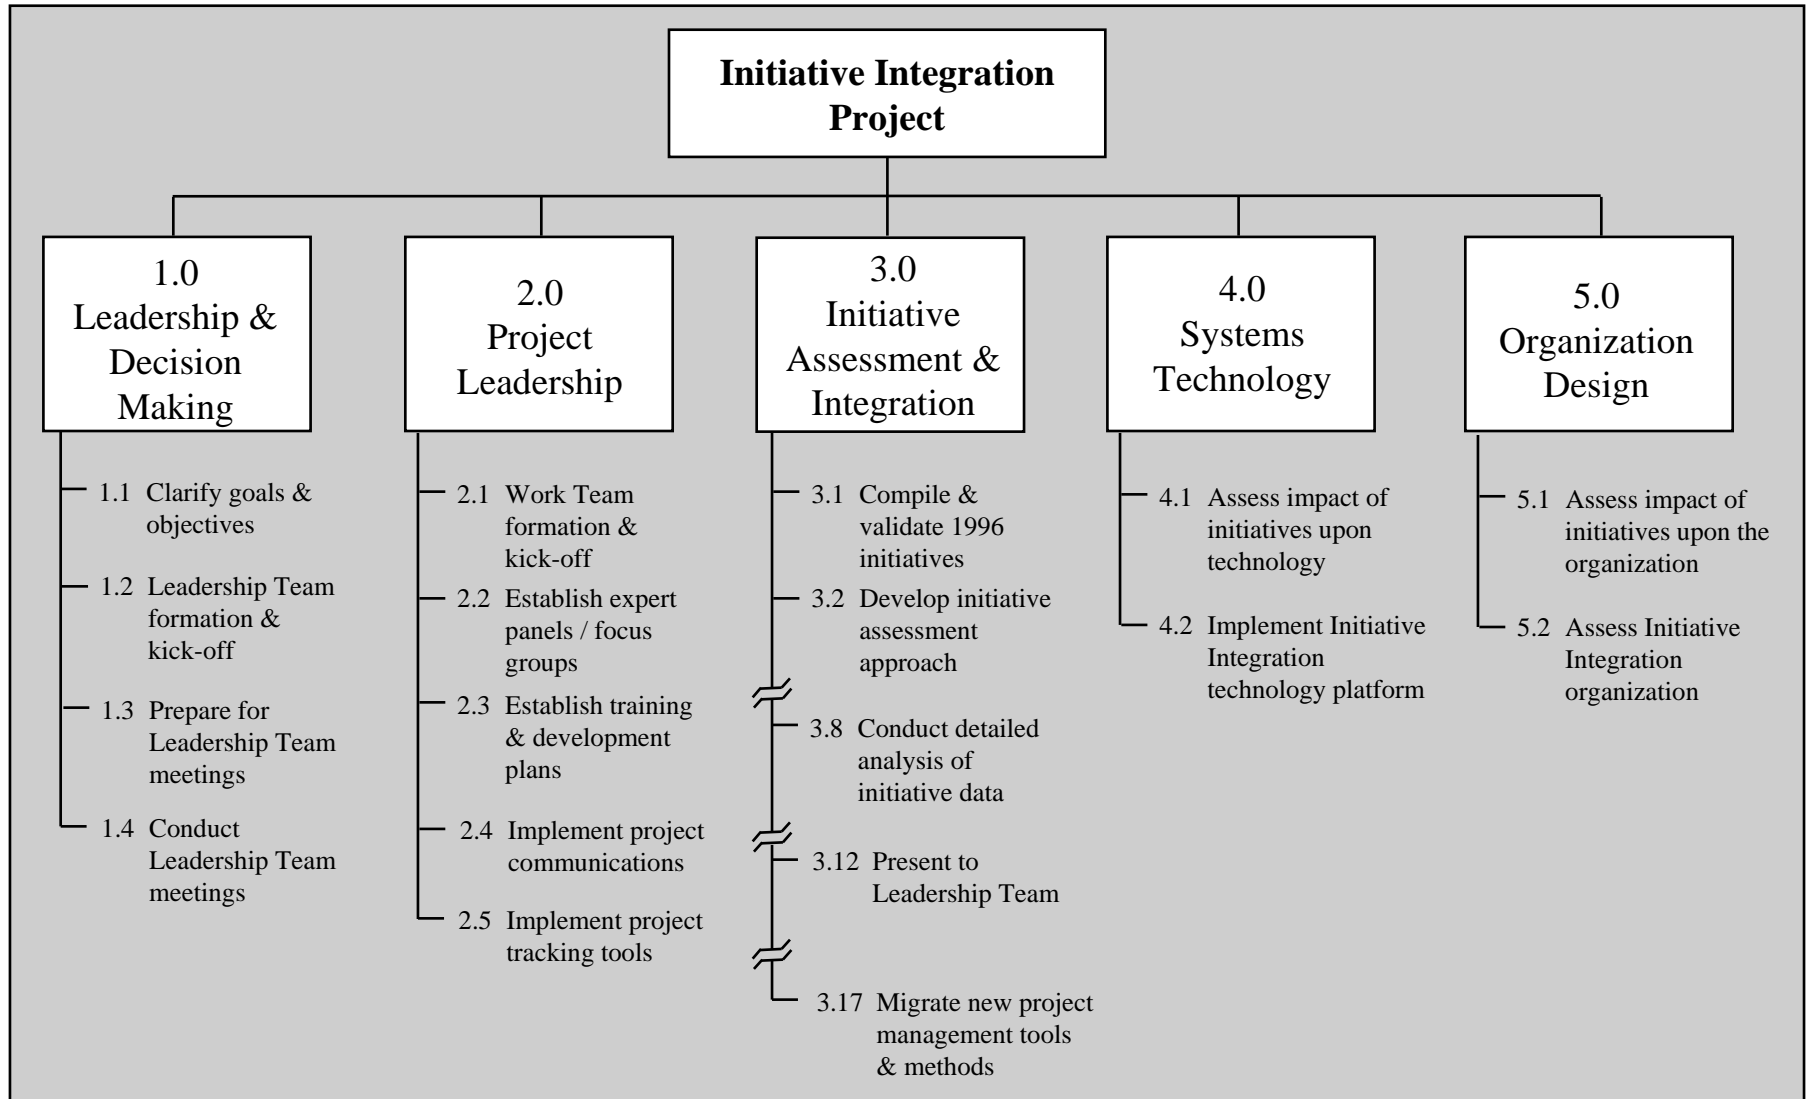 Initiative Integration
Project
1.0
Leadership &
Decision
Making
1.1 Clarify goals &
objectives
1.2 Leadership Team
formation &
kick-off
1.3 Prepare for
Leadership Team
meetings
1.4 Conduct
Leadership Team
meetings
2.0
Project
Leadership
2.1 Work Team
formation &
kick-off
2.2 Establish expert
panels / focus
groups
2.3 Establish training
& development
plans
2.4 Implement project
communications
2.5 Implement project
tracking tools
3.0
Initiative
Assessment &
Integration
3.1 Compile &
validate 1996
initiatives
3.2 Develop initiative
assessment
approach
3.8 Conduct detailed
analysis of
initiative data
3.12 Present to
Leadership Team
3.17 Migrate new project
management tools
& methods
4.0
Systems
Technology
4.1 Assess impact of
initiatives upon
technology
4.2 Implement Initiative
Integration
technology platform
5.0
Organization
Design
5.1 Assess impact of
initiatives upon the
organization
5.2 Assess Initiative
Integration
organization